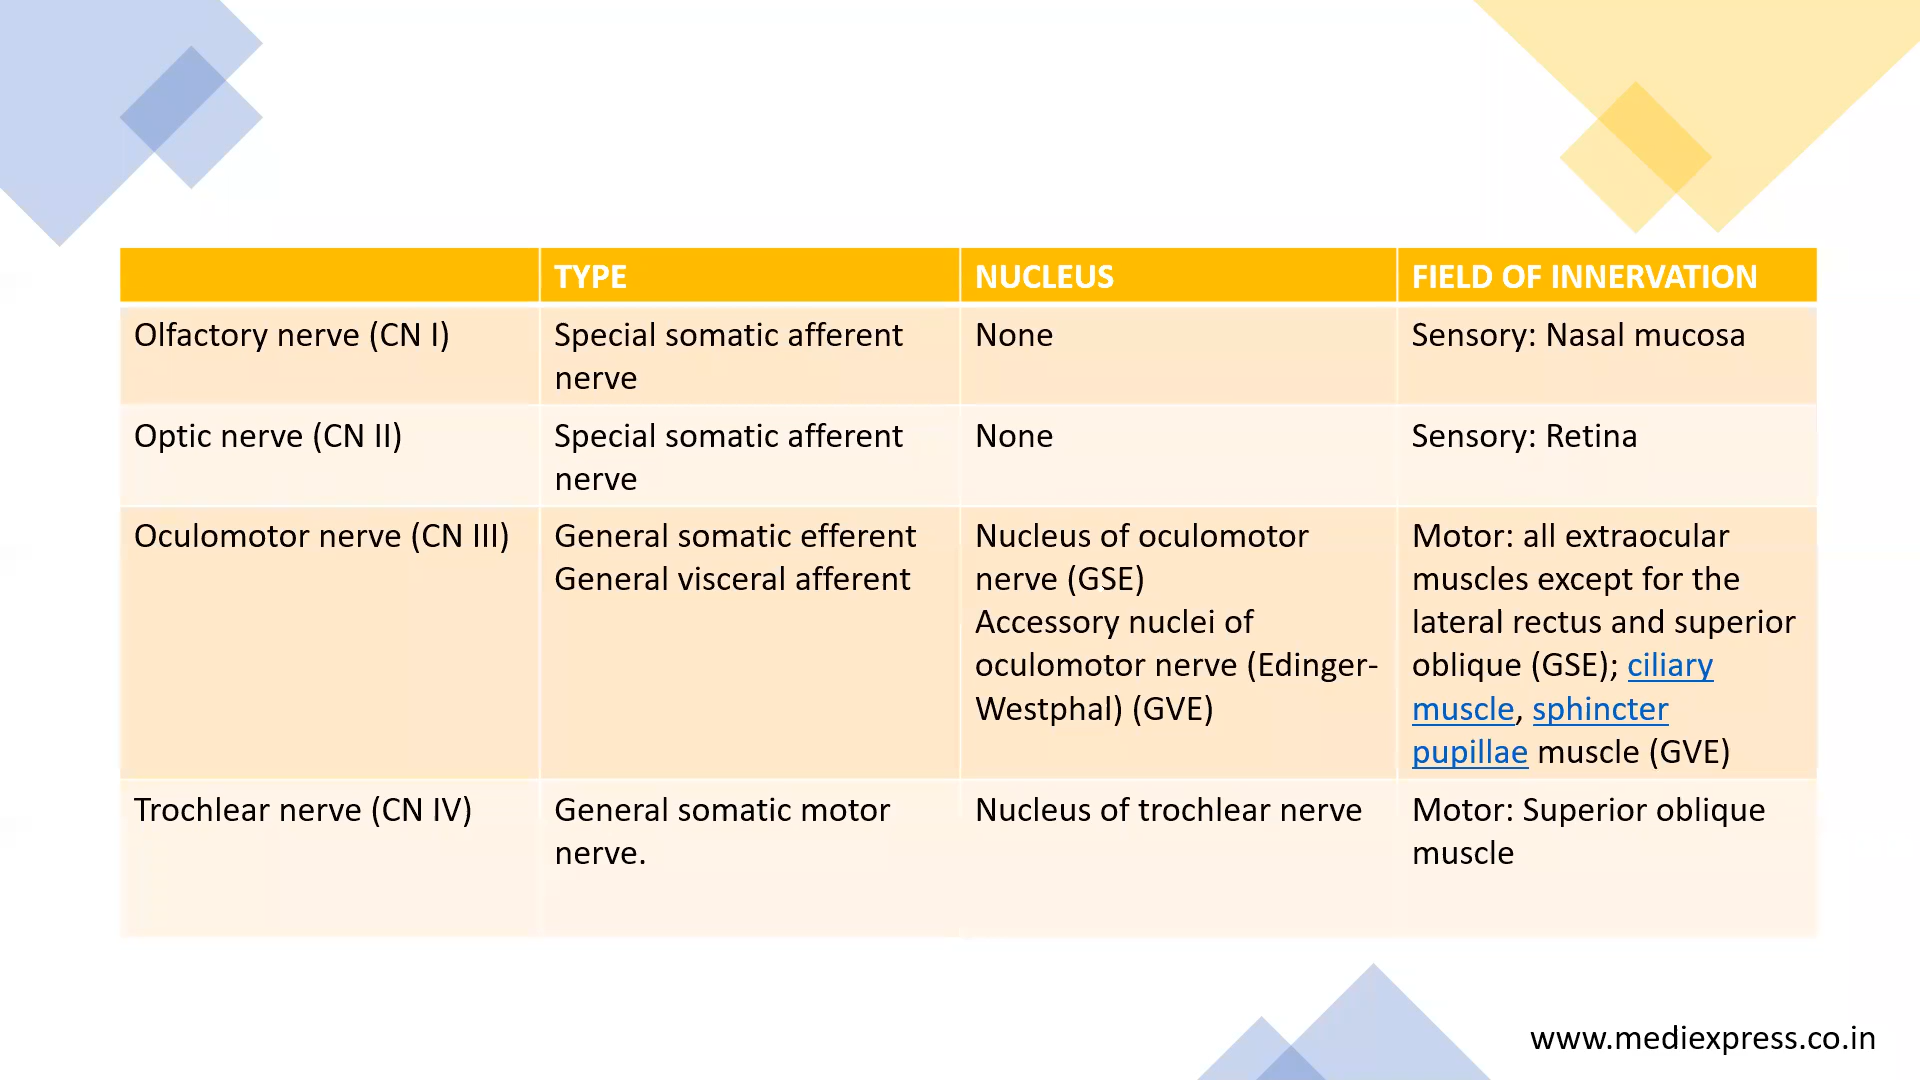 TYPE
NUCLEUS
FIELD OF INNERVATION
Olfactory nerve (CN I)
Special somatic afferent
nerve
None
Sensory: Nasal mucosa
Optic nerve (CN II)
Special somatic afferent
nerve
None
Sensory: Retina
Oculomotor nerve (CN III)
General somatic efferent
General visceral afferent
Nucleus of oculomotor
nerve (GSE)
Accessory nuclei of
oculomotor nerve (Edinger-
Westphal) (GVE)
Motor: all extraocular
muscles except for the
lateral rectus and superior
oblique (GSE); ciliary
muscle, sphincter
pupillae muscle (GVE)
Trochlear nerve (CN IV)
General somatic motor
nerve.
Nucleus of trochlear nerve
Motor: Superior oblique
muscle
www.mediexpress.co.in